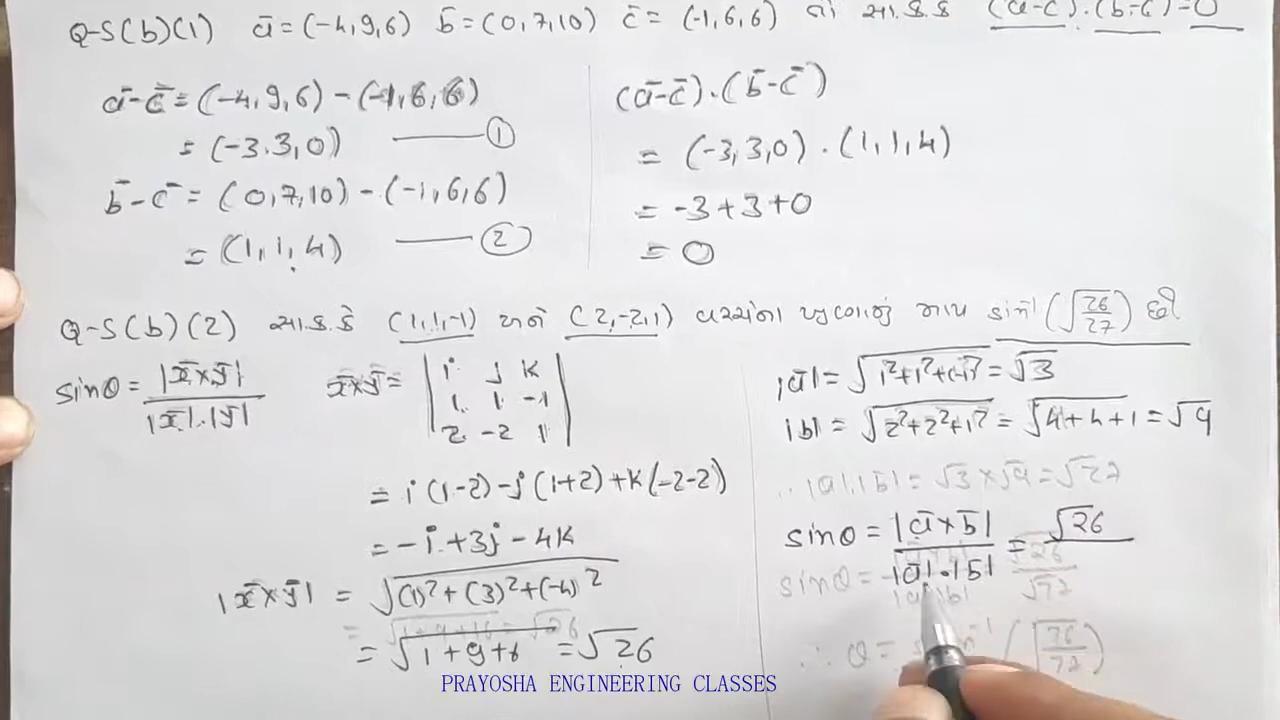 Q-5(b)(1) ā = (-4,9,6) b̄ = (0,7,10) c̄ = (-1,6,6) તો સા.ક.કે (ā-c̄).(b̄-c̄)=0
ā-c̄ = (-4,9,6) - (-1,6,6)
= (-3.3,0) —— ①
b̄-c̄ = (0,7,10) - (-1,6,6)
= (1,1,4) —— ②
(ā-c̄).(b̄-c̄)
= (-3,3,0) . (1,1,4)
= -3+3+0
= 0
Q-5(b)(2) સા.ક.કે (1,1,-1) અને (2,-2,1) વચ્ચેના ખૂણાનું માપ sin⁻¹(√26/27) છે
sinθ = |x̄×ȳ| / |x̄|.|ȳ|
x̄×ȳ = | i j k |
| 1 1 -1 |
| 2 -2 1 |
= i(1-2) - j(1+2) + k(-2-2)
= -i+3j-4k
|x̄×ȳ| = √(1)²+(3)²+(-4)²
= √1+9+6 = √26
|ā| = √1²+1²+(-1)² = √3
|b| = √2²+2²+1² = √4+4+1 = √9
∴ |a|.|b| = √3 × √9 = √27
sinθ = |ā×b̄| / |ā|.|b̄| = √26
PRAYOSHA ENGINEERING CLASSES